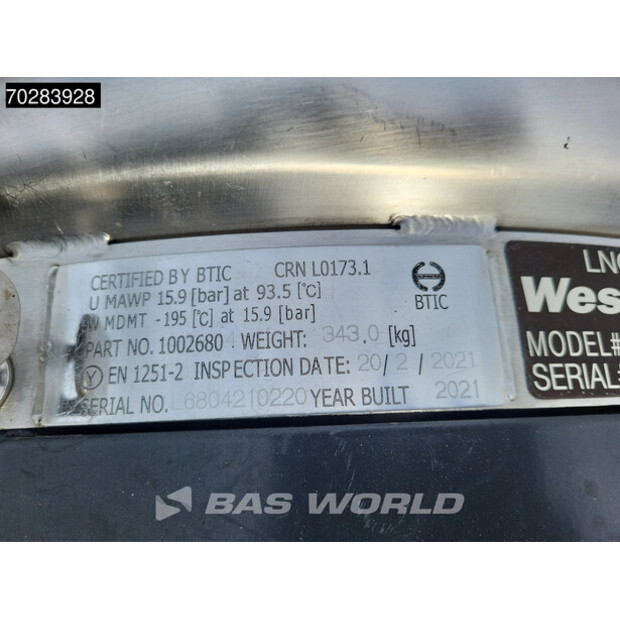 70283928
CERTIFIED BY BTIC CRN L0173.1
U MAWP 15.9 [bar] at 93.5 [°C]
W MDMT -195 [°C] at 15.9 [bar]
BTIC
PART NO. 1002680 WEIGHT: 343.0 [kg]
Y EN 1251-2 INSPECTION DATE: 20/ 2 / 2021
SERIAL NO. L6804210220 YEAR BUILT 2021
LN
Wes
MODEL#
SERIAL#
BAS WORLD